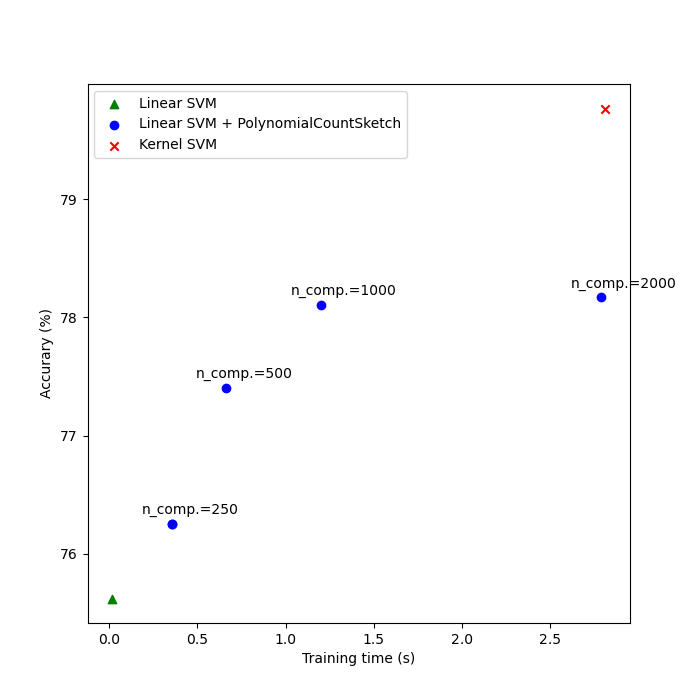 Linear SVM
Linear SVM + PolynomialCountSketch
Kernel SVM
79
78
77
76
Accurary (%)
n_comp.=2000
n_comp.=1000
n_comp.=500
n_comp.=250
0.0 0.5 1.0 1.5 2.0 2.5
Training time (s)